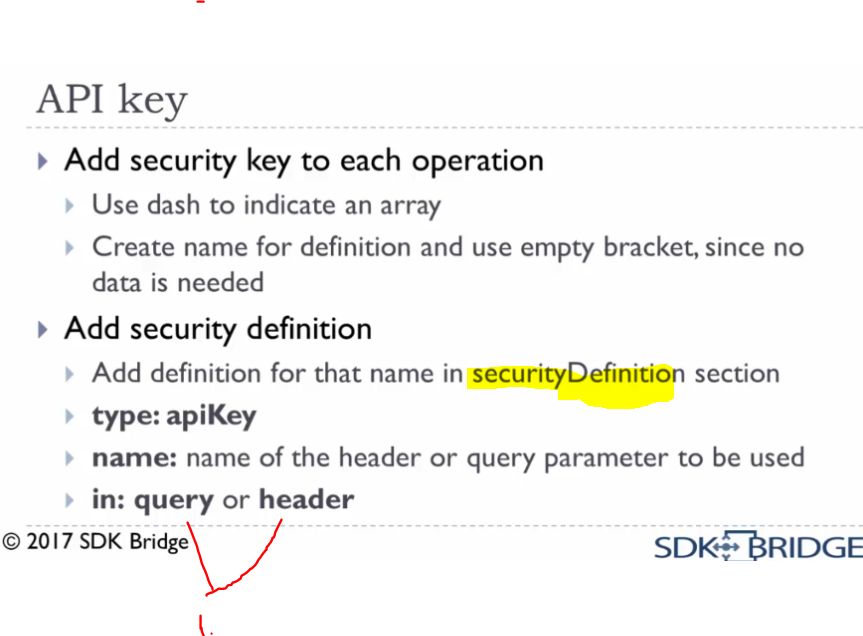 API key
Add security key to each operation
Use dash to indicate an array
Create name for definition and use empty bracket, since no
data is needed
Add security definition
Add definition for that name in securityDefinition section
type: apiKey
name: name of the header or query parameter to be used
in: query or header
© 2017 SDK Bridge
SDK BRIDGE